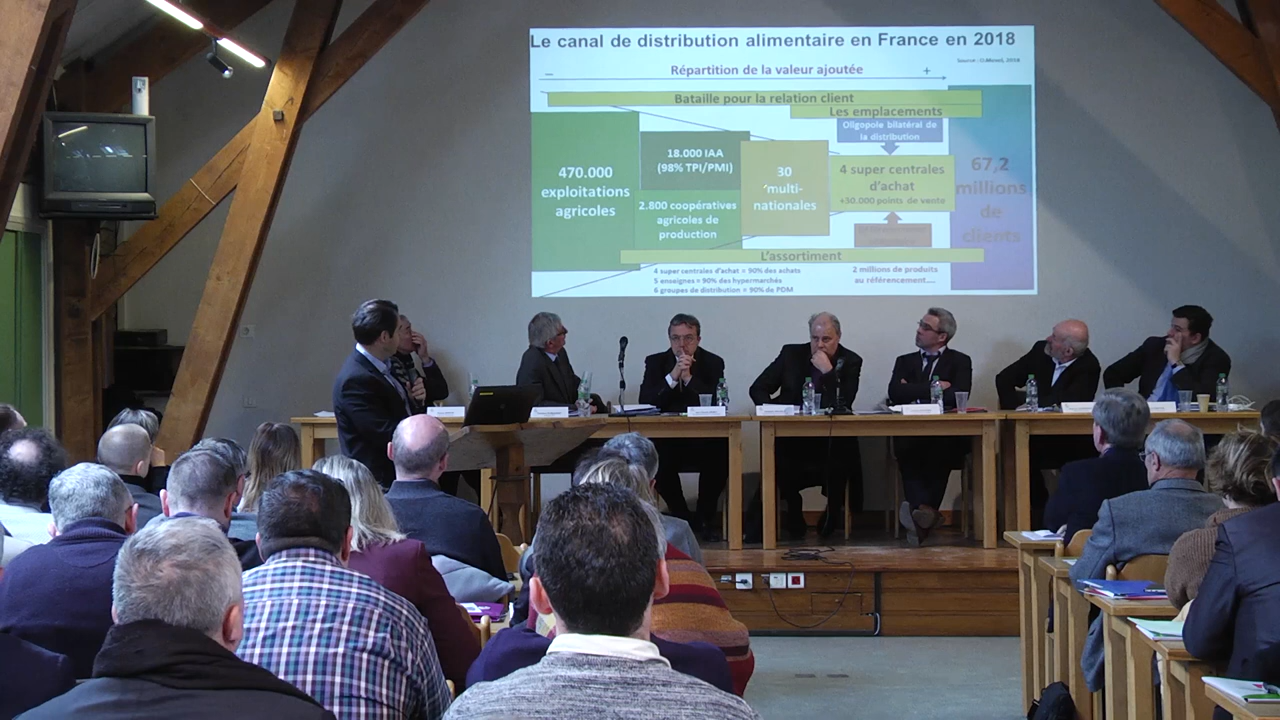 Le canal de distribution alimentaire en France en 2018
Répartition de la valeur ajoutée
Bataille pour la relation client
Les emplacements
Oligopole bilatéral de
la distribution
470.000
exploitations
agricoles
18.000 IAA
(98% TPI/PMI)
2.800 coopératives
agricoles de
production
30
multi-
nationales
4 super centrales
d'achat
+30.000 points de vente
67,2
millions
de
clients
L'assortiment
4 super centrales d'achat = 90% des achats
5 enseignes = 90% des hypermarchés
6 groupes de distribution = 90% de PDM
2 millions de produits
au référencement....